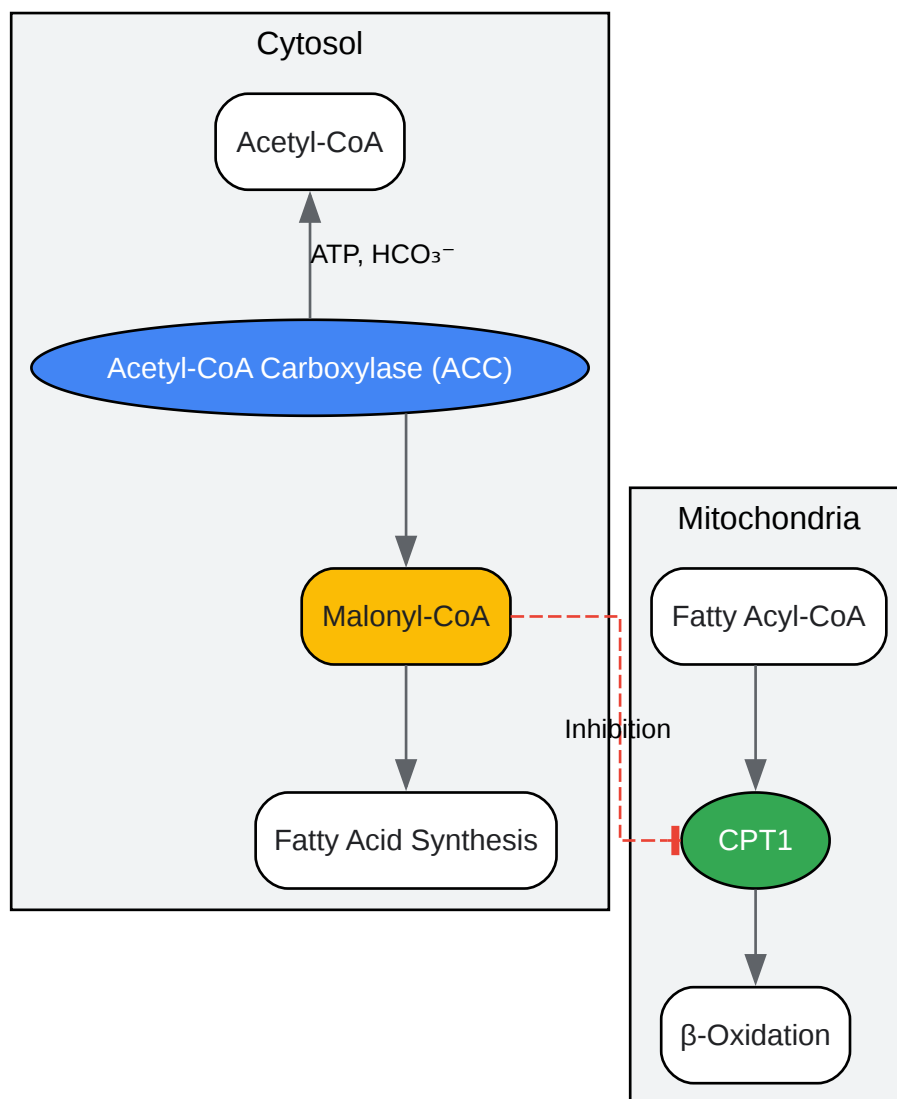 Cytosol
Acetyl-CoA
ATP, HCO₃⁻
Acetyl-CoA Carboxylase (ACC)
Malonyl-CoA
Fatty Acid Synthesis
Inhibition
Mitochondria
Fatty Acyl-CoA
CPT1
β-Oxidation